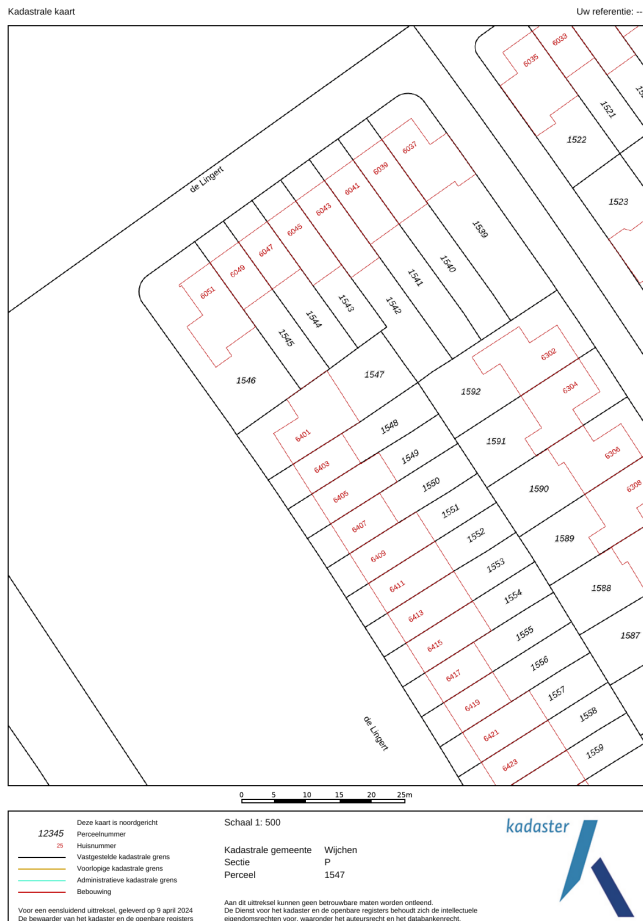 Kadastrale kaart
Uw referentie: --
6033
6035
1521
1522
1523
de Lingert
6037
6039
6041
6043
6045
6047
6049
6051
1539
1540
1541
1542
1543
1544
1545
1546
1547
6302
6304
1592
6401
1548
1591
6306
6403
1549
6308
6405
1550
1590
6407
1551
1589
6409
1552
6411
1553
1588
6413
1554
6415
1555
1587
6417
1556
6419
1557
de Lingert
6421
1558
6423
1559
0 5 10 15 20 25m
Deze kaart is noordgericht
12345 Perceelnummer
25 Huisnummer
Vastgestelde kadastrale grens
Voorlopige kadastrale grens
Administratieve kadastrale grens
Bebouwing
Voor een eensluidend uittreksel, geleverd op 9 april 2024
De bewaarder van het kadaster en de openbare registers
Schaal 1: 500
Kadastrale gemeente Wijchen
Sectie P
Perceel 1547
Aan dit uittreksel kunnen geen betrouwbare maten worden ontleend.
De Dienst voor het kadaster en de openbare registers behoudt zich de intellectuele
eigendomsrechten voor, waaronder het auteursrecht en het databankenrecht.
kadaster